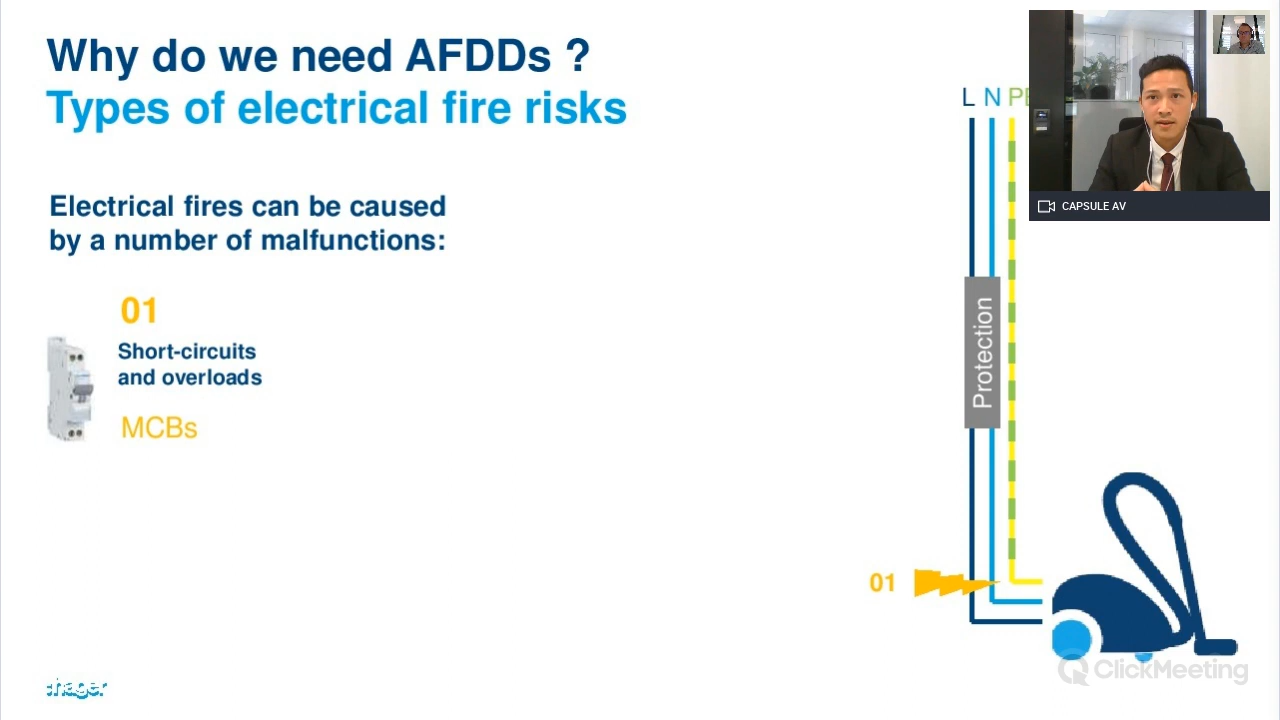 Why do we need AFDDs ?
Types of electrical fire risks
L N PE
Electrical fires can be caused
by a number of malfunctions:
01
Short-circuits
and overloads
MCBs
Protection
01
CAPSULE AV
:hager
ClickMeeting